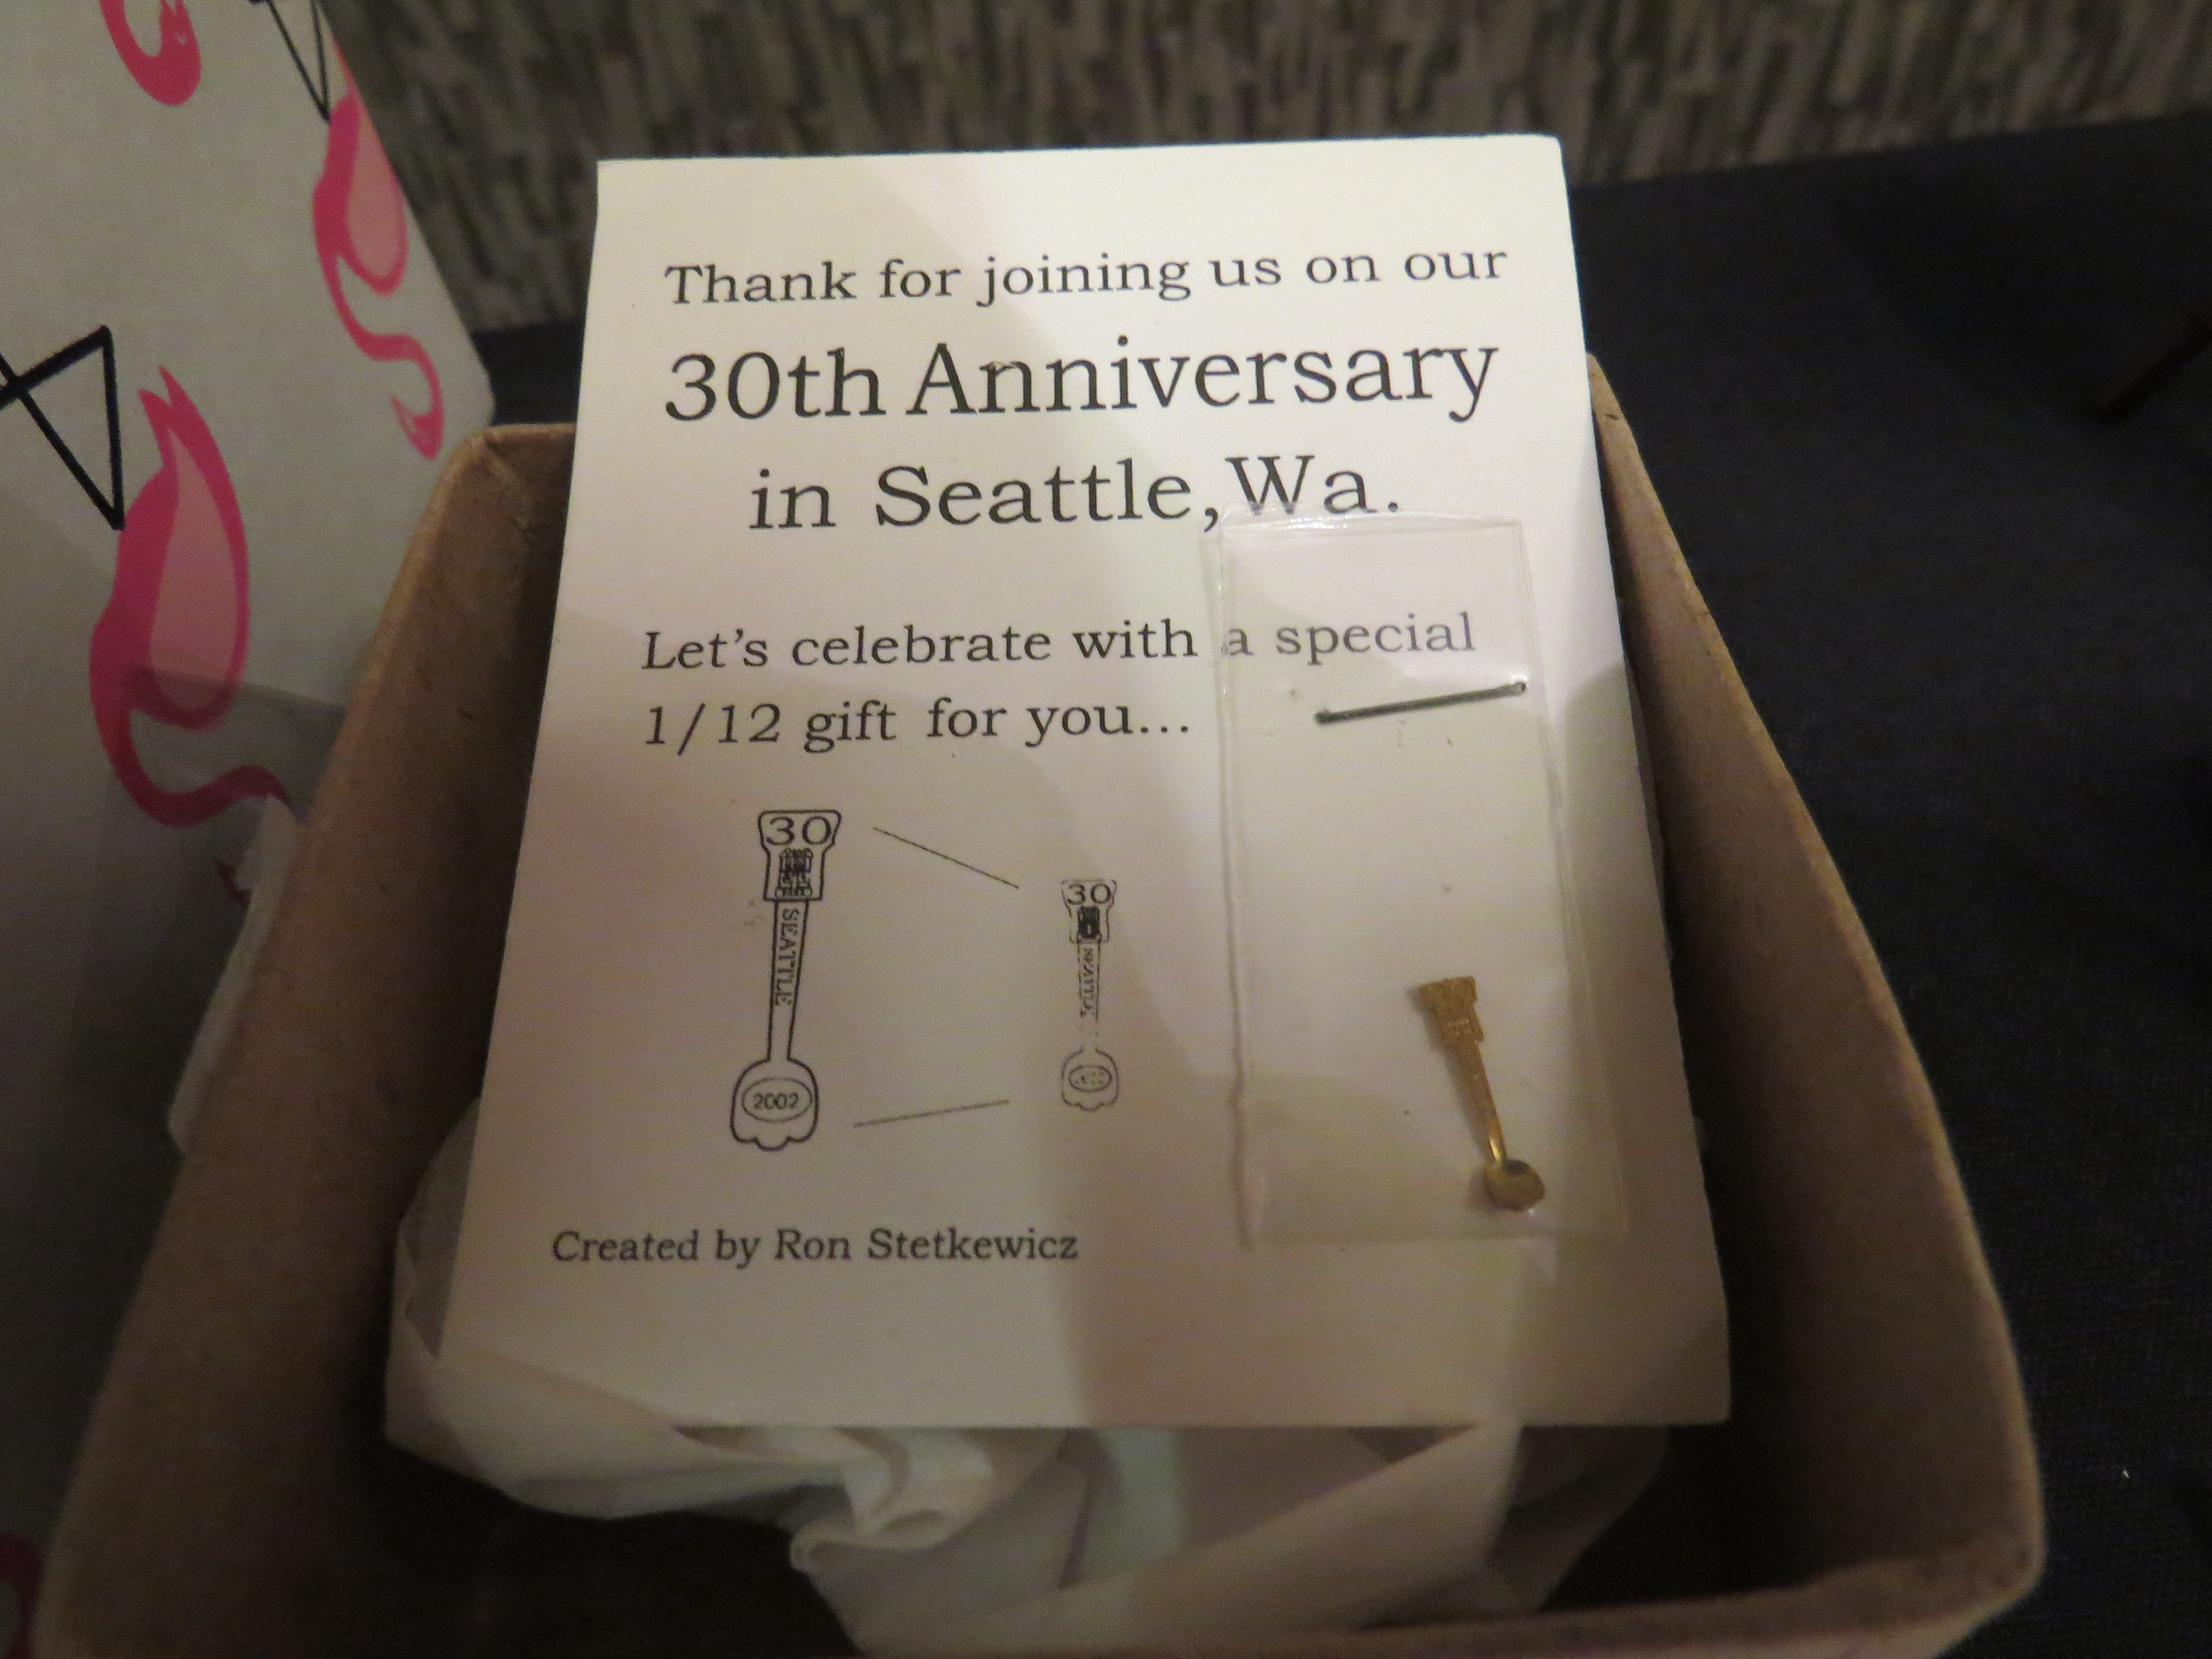 Thank for joining us on our
30th Anniversary
in Seattle, Wa.
Let's celebrate with a special
1/12 gift for you...
30
SEATTLE
2002
30
SEATTLE
Created by Ron Stetkewicz